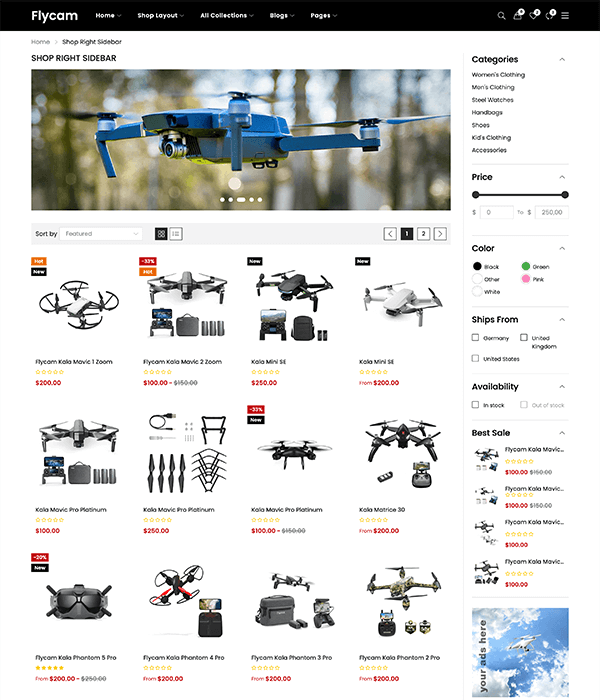 Flycam
Home
Shop Layout
All Collections
Blogs
Pages
0
2
3
Home > Shop Right Sidebar
SHOP RIGHT SIDEBAR
Sort by
Featured
1
2
Hot
New
Flycam Kala Mavic 1 Zoom
$200.00
-33%
Hot
Flycam Kala Mavic 2 Zoom
$100.00 - $150.00
New
Kala Mini SE
$250.00
New
Kala Mini SE
From $200.00
Kala Mavic Pro Platinum
$100.00
Kala Mavic Pro Platinum
$250.00
-33%
New
Kala Mavic Pro Platinum
$100.00 - $150.00
Kala Matrice 30
From $200.00
-20%
New
Flycam Kala Phantom 5 Pro
From $200.00 - $250.00
Flycam Kala Phantom 4 Pro
From $200.00
Flycam Kala Phantom 3 Pro
From $200.00
Flycam Kala Phantom 2 Pro
From $200.00
Categories
Women's Clothing
Men's Clothing
Steel Watches
Handbags
Shoes
Kid's Clothing
Accessories
Price
$ 0 To $ 250,00
Color
Black
Green
Other
Pink
White
Ships From
Germany
United Kingdom
United States
Availability
In stock
Out of stock
Best Sale
Flycam Kala Mavic...
$100.00 $150.00
Flycam Kala Mavic...
$100.00 $150.00
Flycam Kala Mavic...
$100.00
Flycam Kala Mavic...
$100.00
your ads here